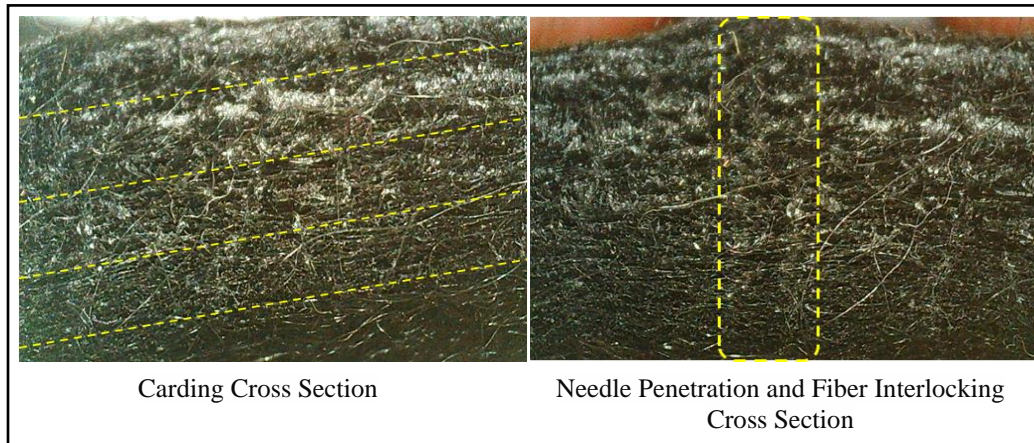 Carding Cross Section
Needle Penetration and Fiber Interlocking
Cross Section